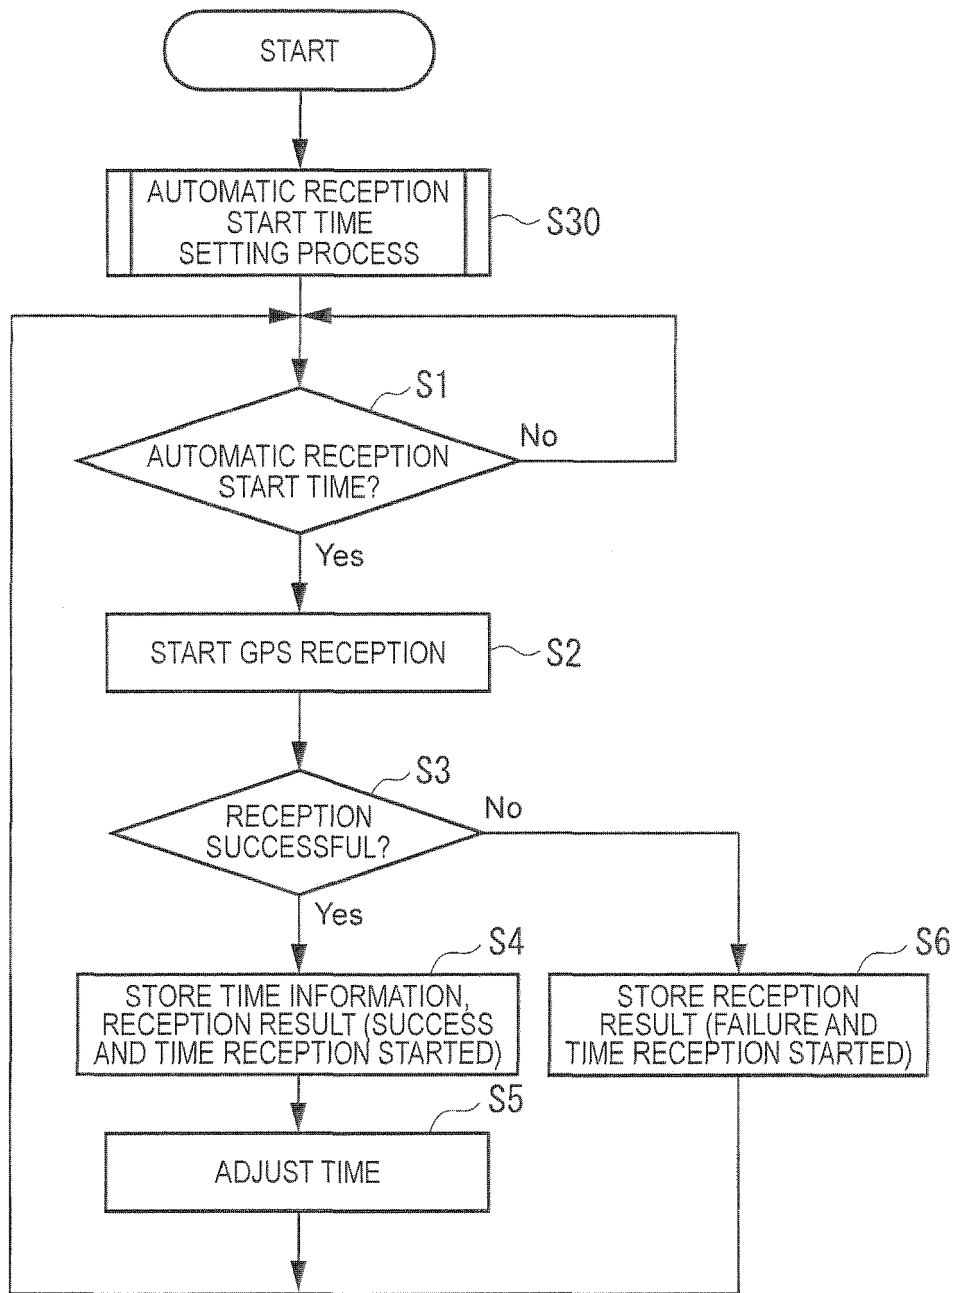 START
AUTOMATIC RECEPTION
START TIME
SETTING PROCESS
S30
S1
AUTOMATIC RECEPTION
START TIME?
No
Yes
START GPS RECEPTION
S2
S3
RECEPTION
SUCCESSFUL?
No
Yes
S4
STORE TIME INFORMATION,
RECEPTION RESULT (SUCCESS
AND TIME RECEPTION STARTED)
S6
STORE RECEPTION
RESULT (FAILURE AND
TIME RECEPTION STARTED)
S5
ADJUST TIME